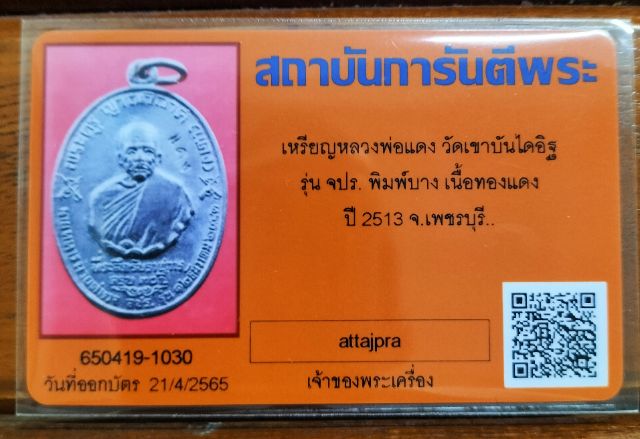 สถาบันการันตีพระ
เหรียญหลวงพ่อแดง วัดเขาบันไดอิฐ
รุ่น จปร. พิมพ์บาง เนื้อทองแดง
ปี 2513 จ.เพชรบุรี..
attajpra
เจ้าของพระเครื่อง
650419-1030
วันที่ออกบัตร 21/4/2565